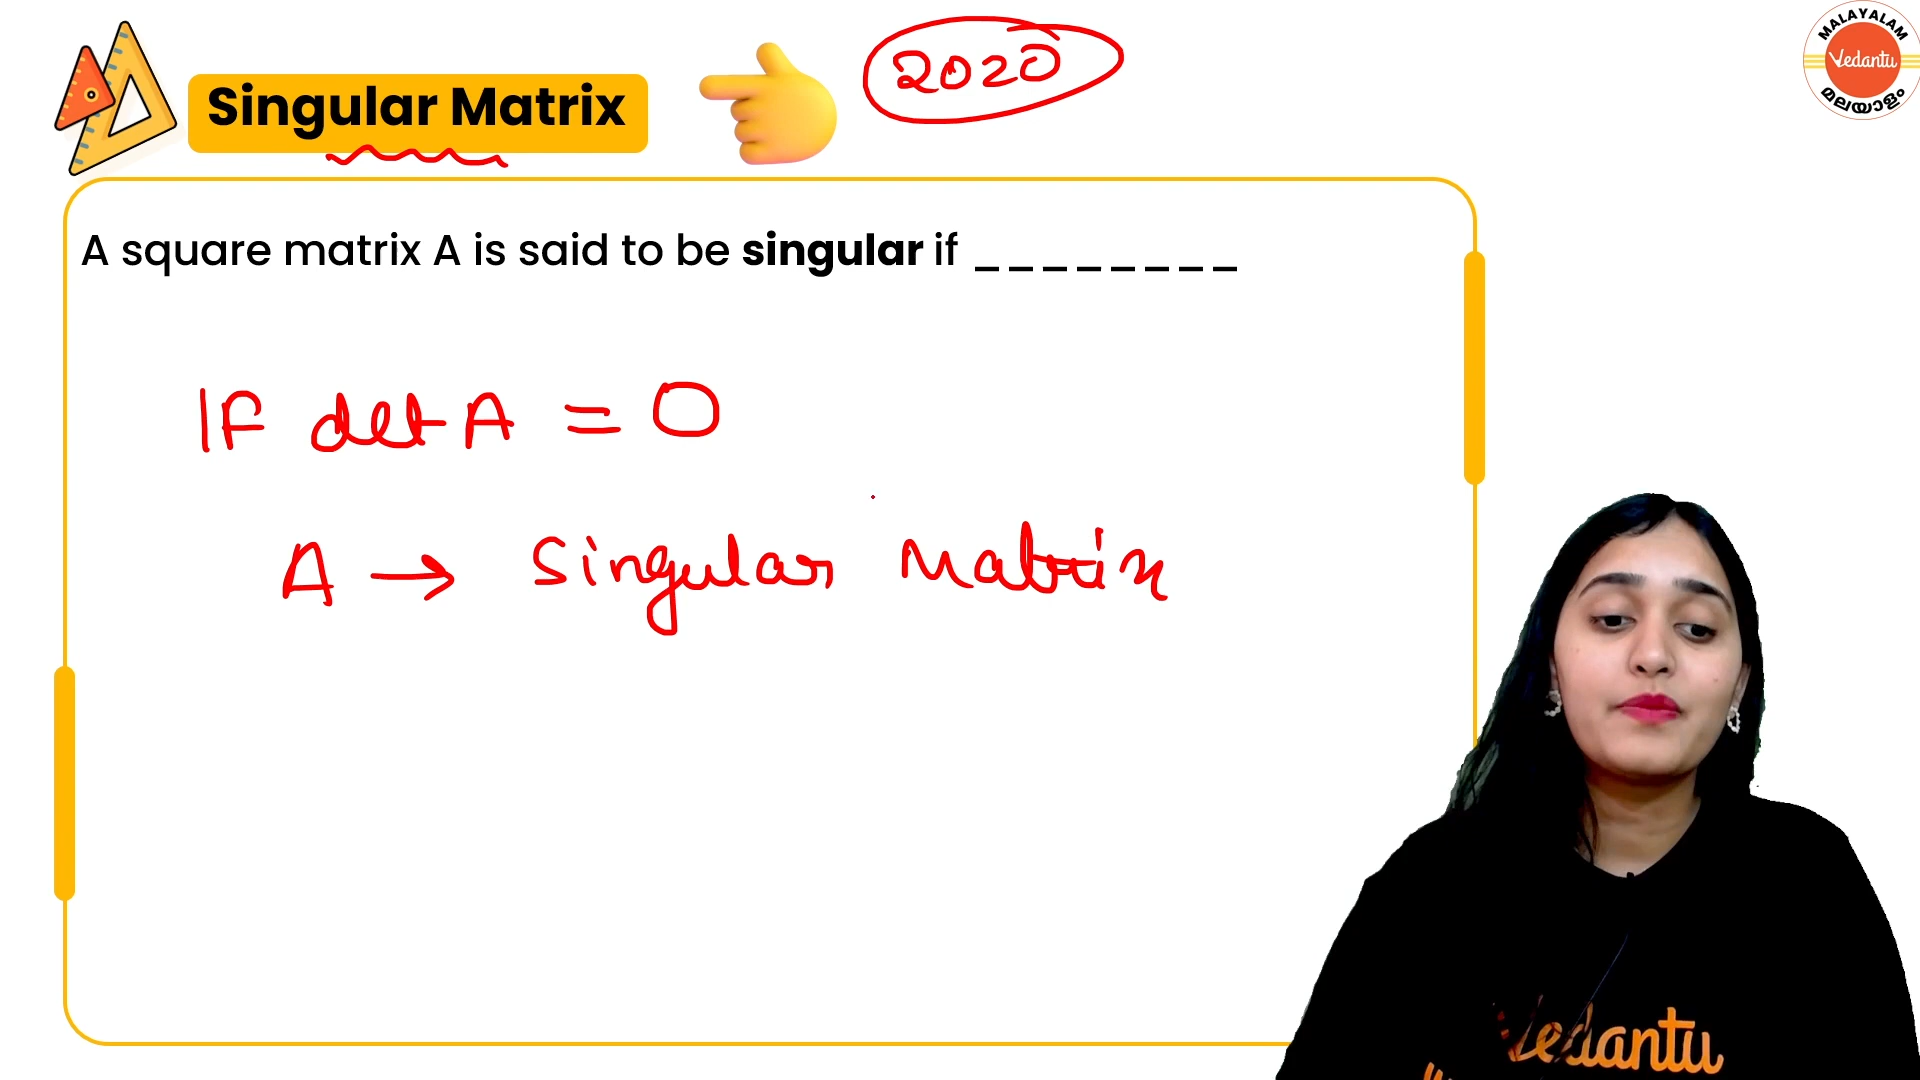 Singular Matrix
2020
MALAYALAM
Vedantu
മലയാളം
A square matrix A is said to be singular if ________
IF det A = 0
A → Singular Matrix
Vedantu